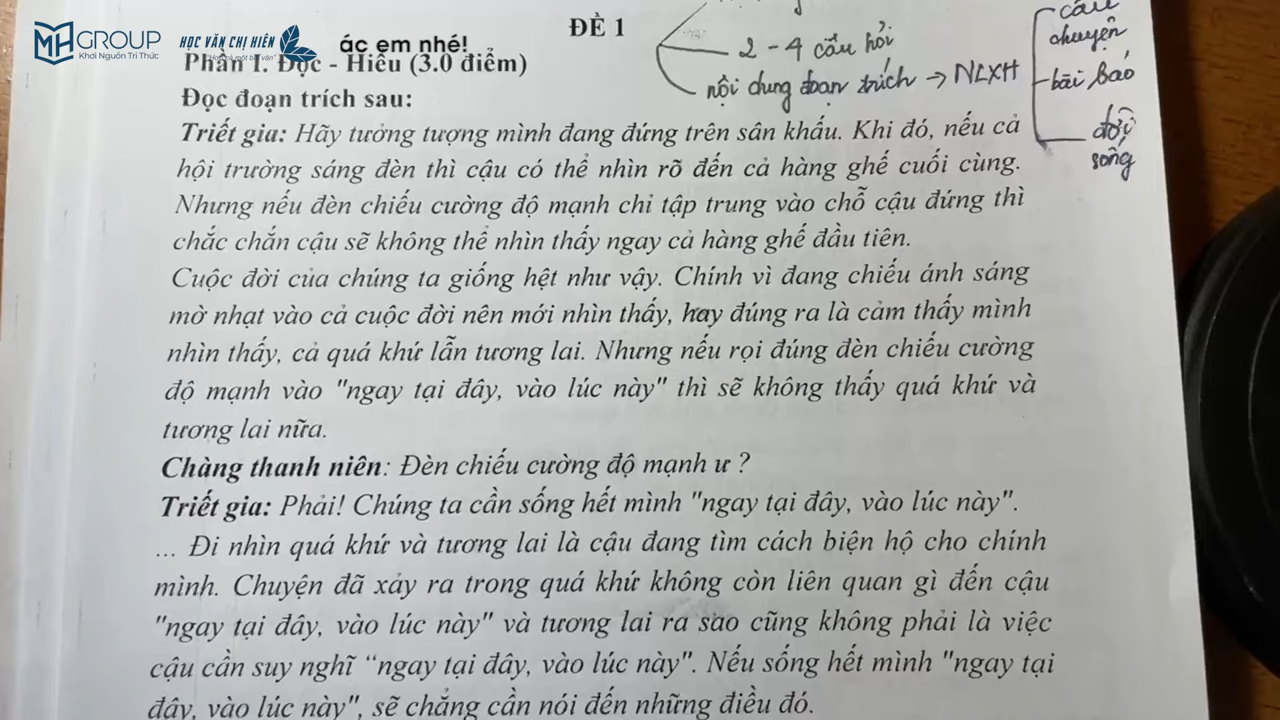 MH GROUP
Khơi Nguồn Tri Thức
HỌC VĂN CHỊ HIÊN
ác em nhé!
ĐỀ 1
2 - 4 câu hỏi
nội dung đoạn trích → NLXH
câu
chuyện
bài báo
đời
sống
Phần I. Đọc - Hiểu (3.0 điểm)
Đọc đoạn trích sau:
Triết gia: Hãy tưởng tượng mình đang đứng trên sân khấu. Khi đó, nếu cả
hội trường sáng đèn thì cậu có thể nhìn rõ đến cả hàng ghế cuối cùng.
Nhưng nếu đèn chiếu cường độ mạnh chỉ tập trung vào chỗ cậu đứng thì
chắc chắn cậu sẽ không thể nhìn thấy ngay cả hàng ghế đầu tiên.
Cuộc đời của chúng ta giống hệt như vậy. Chính vì đang chiếu ánh sáng
mờ nhạt vào cả cuộc đời nên mới nhìn thấy, hay đúng ra là cảm thấy mình
nhìn thấy, cả quá khứ lẫn tương lai. Nhưng nếu rọi đúng đèn chiếu cường
độ mạnh vào "ngay tại đây, vào lúc này" thì sẽ không thấy quá khứ và
tương lai nữa.
Chàng thanh niên: Đèn chiếu cường độ mạnh ư ?
Triết gia: Phải! Chúng ta cần sống hết mình "ngay tại đây, vào lúc này".
... Đi nhìn quá khứ và tương lai là cậu đang tìm cách biện hộ cho chính
mình. Chuyện đã xảy ra trong quá khứ không còn liên quan gì đến cậu
"ngay tại đây, vào lúc này" và tương lai ra sao cũng không phải là việc
cậu cần suy nghĩ “ngay tại đây, vào lúc này". Nếu sống hết mình "ngay tại
đây, vào lúc này", sẽ chẳng cần nói đến những điều đó.